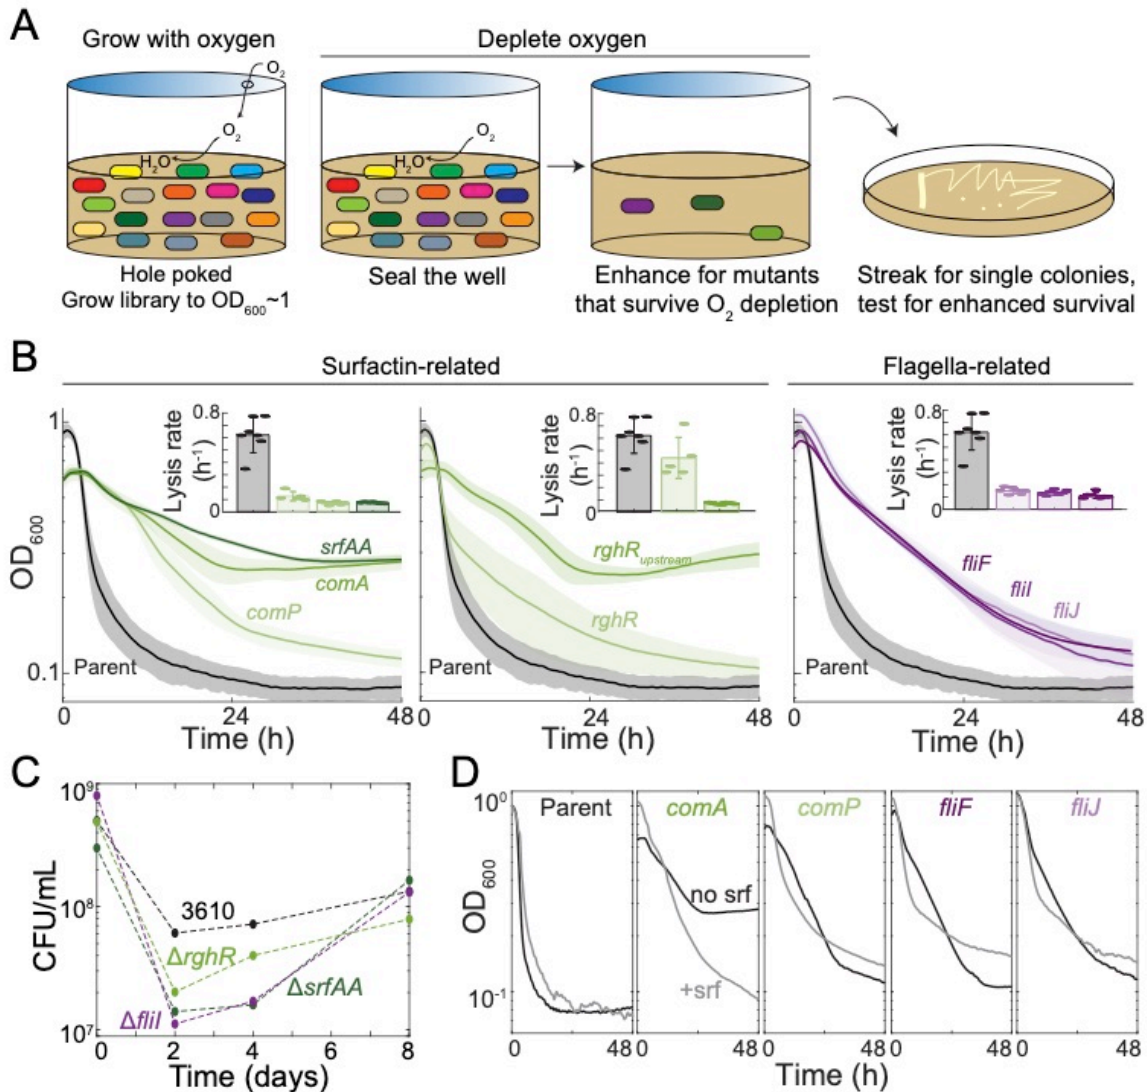 A
Grow with oxygen
Deplete oxygen
O2
O2
H2O
O2
H2O
Hole poked
Grow library to OD600~1
Seal the well
Enhance for mutants
that survive O2 depletion
Streak for single colonies,
test for enhanced survival
B
Surfactin-related
Flagella-related
1
0.1
OD600
0.8
0
Lysis rate
(h-1)
srfAA
comA
comP
Parent
0
24
48
Time (h)
0.8
0
Lysis rate
(h-1)
rghRupstream
rghR
Parent
0
24
48
Time (h)
0.8
0
Lysis rate
(h-1)
fliF
fliI
fliJ
Parent
0
24
48
Time (h)
C
10^9
10^8
10^7
CFU/mL
3610
ΔrghR
ΔsrfAA
ΔfliI
0
2
4
8
Time (days)
D
10^0
10^-1
OD600
Parent
comA
comP
fliF
fliJ
no srf
+srf
0
48
0
48
0
48
0
48
0
48
Time (h)